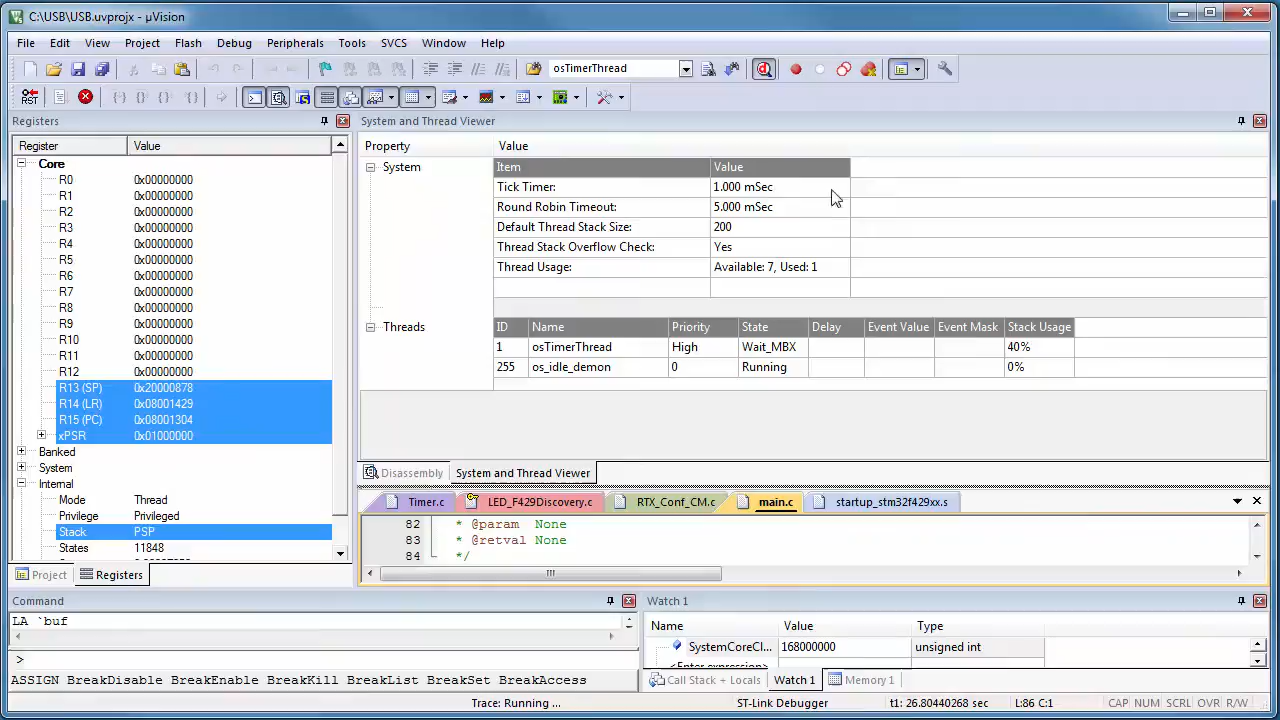 C:\USB\USB.uvprojx - µVision
File Edit View Project Flash Debug Peripherals Tools SVCS Window Help
osTimerThread
RST
Registers
Register Value
Core
R0 0x00000000
R1 0x00000000
R2 0x00000000
R3 0x00000000
R4 0x00000000
R5 0x00000000
R6 0x00000000
R7 0x00000000
R8 0x00000000
R9 0x00000000
R10 0x00000000
R11 0x00000000
R12 0x00000000
R13 (SP) 0x20000878
R14 (LR) 0x08001429
R15 (PC) 0x08001304
xPSR 0x01000000
Banked
System
Internal
Mode Thread
Privilege Privileged
Stack PSP
States 11848
Project Registers
System and Thread Viewer
Property Value
System
Item Value
Tick Timer: 1.000 mSec
Round Robin Timeout: 5.000 mSec
Default Thread Stack Size: 200
Thread Stack Overflow Check: Yes
Thread Usage: Available: 7, Used: 1
Threads
ID Name Priority State Delay Event Value Event Mask Stack Usage
1 osTimerThread High Wait_MBX 40%
255 os_idle_demon 0 Running 0%
Disassembly System and Thread Viewer
Timer.c LED_F429Discovery.c RTX_Conf_CM.c main.c startup_stm32f429xx.s
82 * @param None
83 * @retval None
84 */
Command
LA `buf
>
ASSIGN BreakDisable BreakEnable BreakKill BreakList BreakSet BreakAccess
Watch 1
Name Value Type
SystemCoreCl... 168000000 unsigned int
<Enter expression>
Call Stack + Locals Watch 1 Memory 1
Trace: Running ... ST-Link Debugger t1: 26.80440268 sec L:86 C:1 CAP NUM SCRL OVR R/W